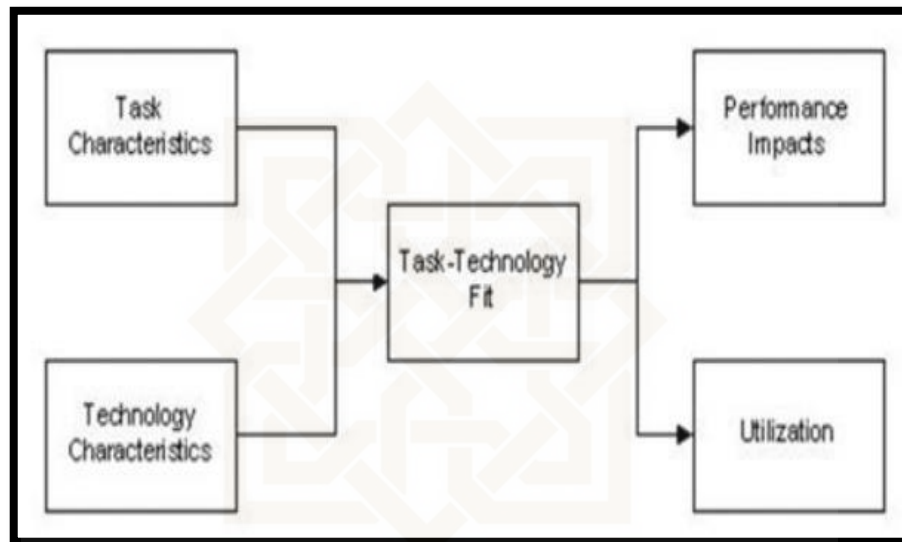 Task
Characteristics
Performance
Impacts
Task-Technology
Fit
Technology
Characteristics
Utilization